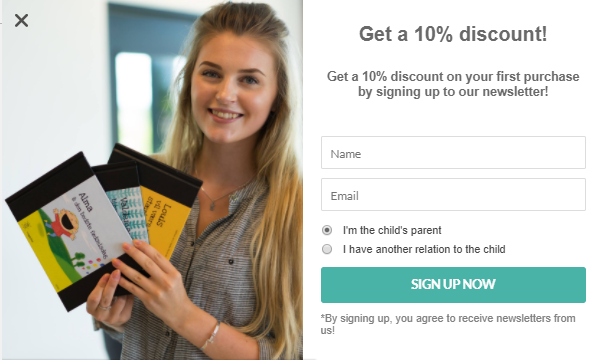 Get a 10% discount!
Get a 10% discount on your first purchase
by signing up to our newsletter!
Name
Email
I'm the child's parent
I have another relation to the child
SIGN UP NOW
*By signing up, you agree to receive newsletters from
us!
Alma
Louis